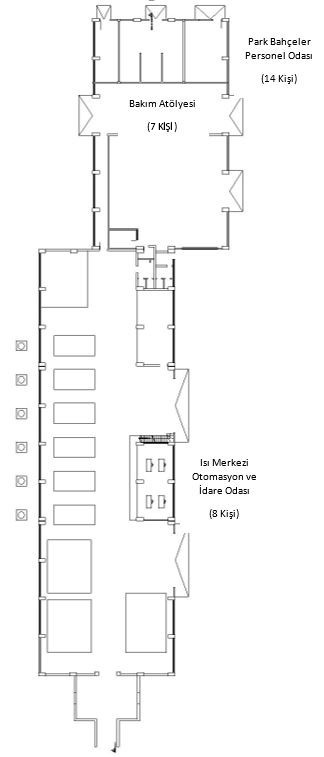 Park Bahçeler
Personel Odası
(14 Kişi)
Bakım Atölyesi
(7 KİŞİ)
Isı Merkezi
Otomasyon ve
İdare Odası
(8 Kişi)